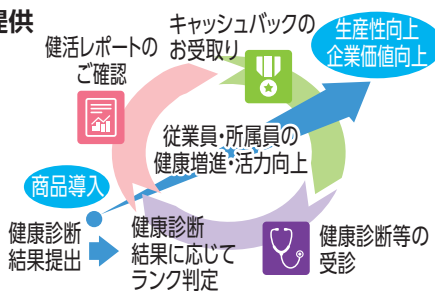 提供
健活レポートの
ご確認
キャッシュバックの
お受取り
生産性向上
企業価値向上
従業員・所属員の
健康増進・活力向上
商品導入
健康診断
結果提出
健康診断
結果に応じて
ランク判定
健康診断等の
受診